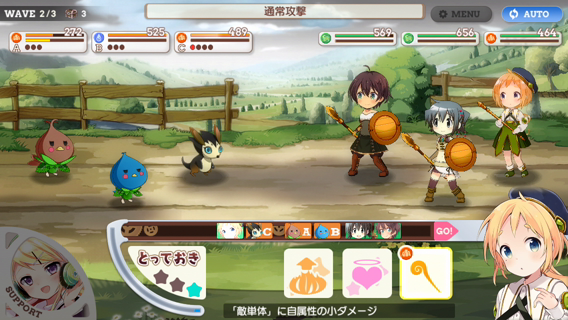 WAVE 2/3 3
通常攻撃
MENU
AUTO
272 525 489 569 656 464
A B C
C A B GO!
とっておき
SUPPORT
「敵単体」に自属性の小ダメージ